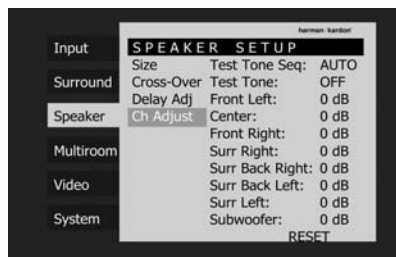 harman/kardon
Input
Surround
Speaker
Multiroom
Video
System
SPEAKER SETUP
Size
Cross-Over
Delay Adj
Ch Adjust
Test Tone Seq: AUTO
Test Tone: OFF
Front Left: 0 dB
Center: 0 dB
Front Right: 0 dB
Surr Right: 0 dB
Surr Back Right: 0 dB
Surr Back Left: 0 dB
Surr Left: 0 dB
Subwoofer: 0 dB
RESET